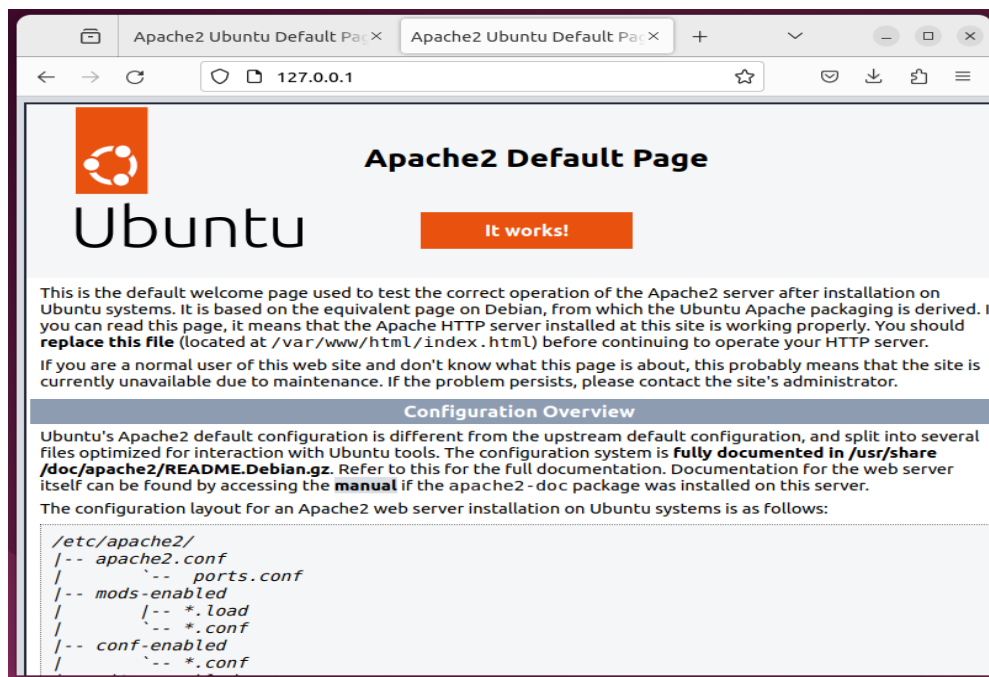 Apache2 Ubuntu Default Pag
Apache2 Ubuntu Default Pag
127.0.0.1
Apache2 Default Page
Ubuntu
It works!
This is the default welcome page used to test the correct operation of the Apache2 server after installation on
Ubuntu systems. It is based on the equivalent page on Debian, from which the Ubuntu Apache packaging is derived. I
you can read this page, it means that the Apache HTTP server installed at this site is working properly. You should
replace this file (located at /var/www/html/index.html) before continuing to operate your HTTP server.
If you are a normal user of this web site and don't know what this page is about, this probably means that the site is
currently unavailable due to maintenance. If the problem persists, please contact the site's administrator.
Configuration Overview
Ubuntu's Apache2 default configuration is different from the upstream default configuration, and split into several
files optimized for interaction with Ubuntu tools. The configuration system is fully documented in /usr/share
/doc/apache2/README.Debian.gz. Refer to this for the full documentation. Documentation for the web server
itself can be found by accessing the manual if the apache2-doc package was installed on this server.
The configuration layout for an Apache2 web server installation on Ubuntu systems is as follows:
/etc/apache2/
|-- apache2.conf
|       `--  ports.conf
|-- mods-enabled
|       |-- *.load
|       `-- *.conf
|-- conf-enabled
|       `-- *.conf